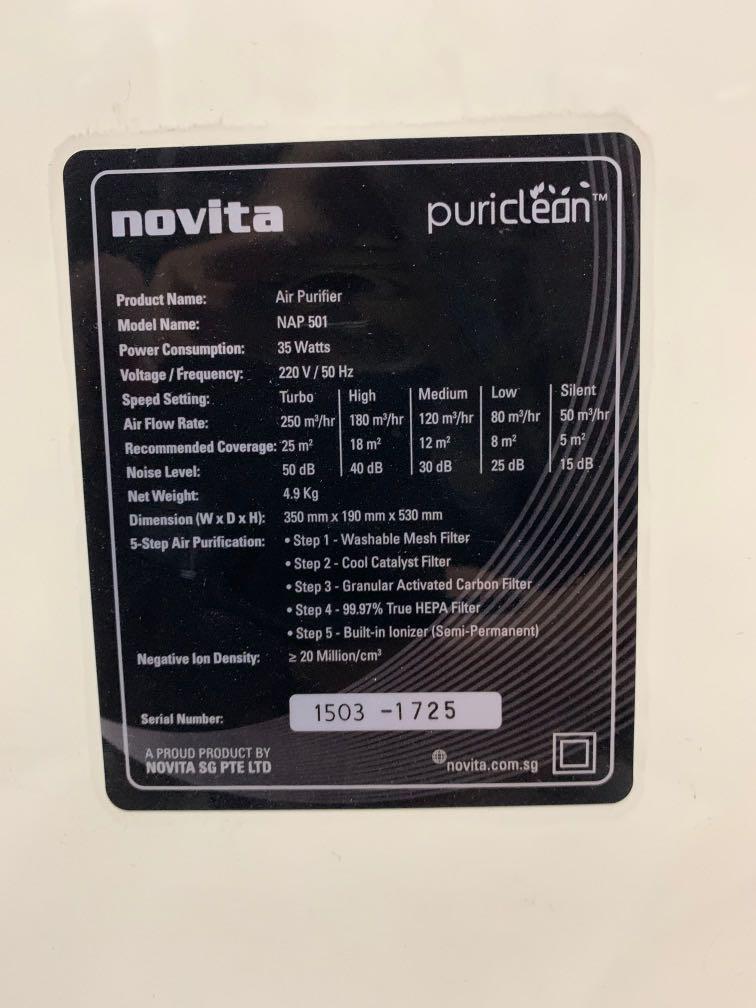 novita
puriclean™
Product Name: Air Purifier
Model Name: NAP 501
Power Consumption: 35 Watts
Voltage / Frequency: 220 V / 50 Hz
Speed Setting: Turbo High Medium Low Silent
Air Flow Rate: 250 m³/hr 180 m³/hr 120 m³/hr 80 m³/hr 50 m³/hr
Recommended Coverage: 25 m² 18 m² 12 m² 8 m² 5 m²
Noise Level: 50 dB 40 dB 30 dB 25 dB 15 dB
Net Weight: 4.9 Kg
Dimension (W x D x H): 350 mm x 190 mm x 530 mm
5-Step Air Purification: • Step 1 - Washable Mesh Filter
• Step 2 - Cool Catalyst Filter
• Step 3 - Granular Activated Carbon Filter
• Step 4 - 99.97% True HEPA Filter
• Step 5 - Built-in Ionizer (Semi-Permanent)
Negative Ion Density: ≥ 20 Million/cm³
Serial Number: 1503 -1725
A PROUD PRODUCT BY
NOVITA SG PTE LTD
novita.com.sg